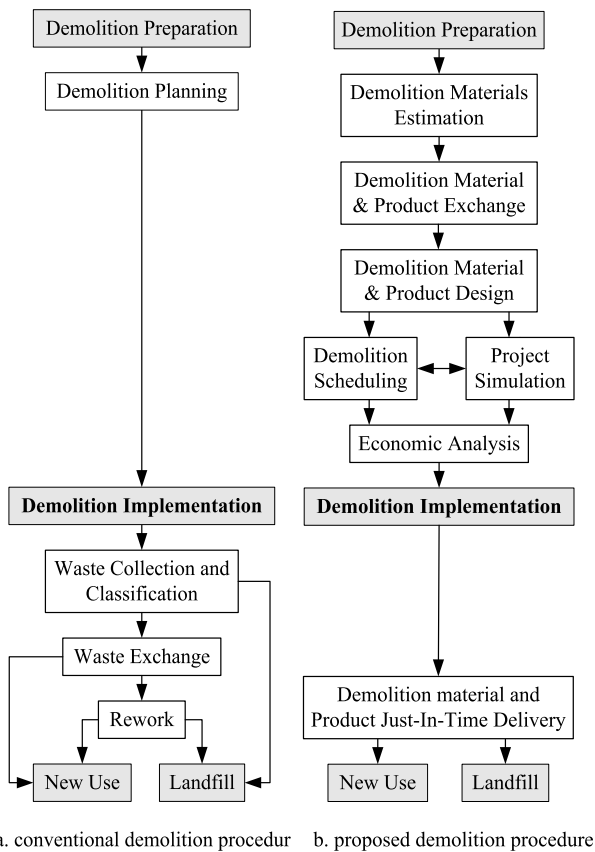 Demolition Preparation
Demolition Planning
Demolition Implementation
Waste Collection and
Classification
Waste Exchange
Rework
New Use
Landfill
a. conventional demolition procedur
Demolition Preparation
Demolition Materials
Estimation
Demolition Material
& Product Exchange
Demolition Material
& Product Design
Demolition
Scheduling
Project
Simulation
Economic Analysis
Demolition Implementation
Demolition material and
Product Just-In-Time Delivery
New Use
Landfill
b. proposed demolition procedure